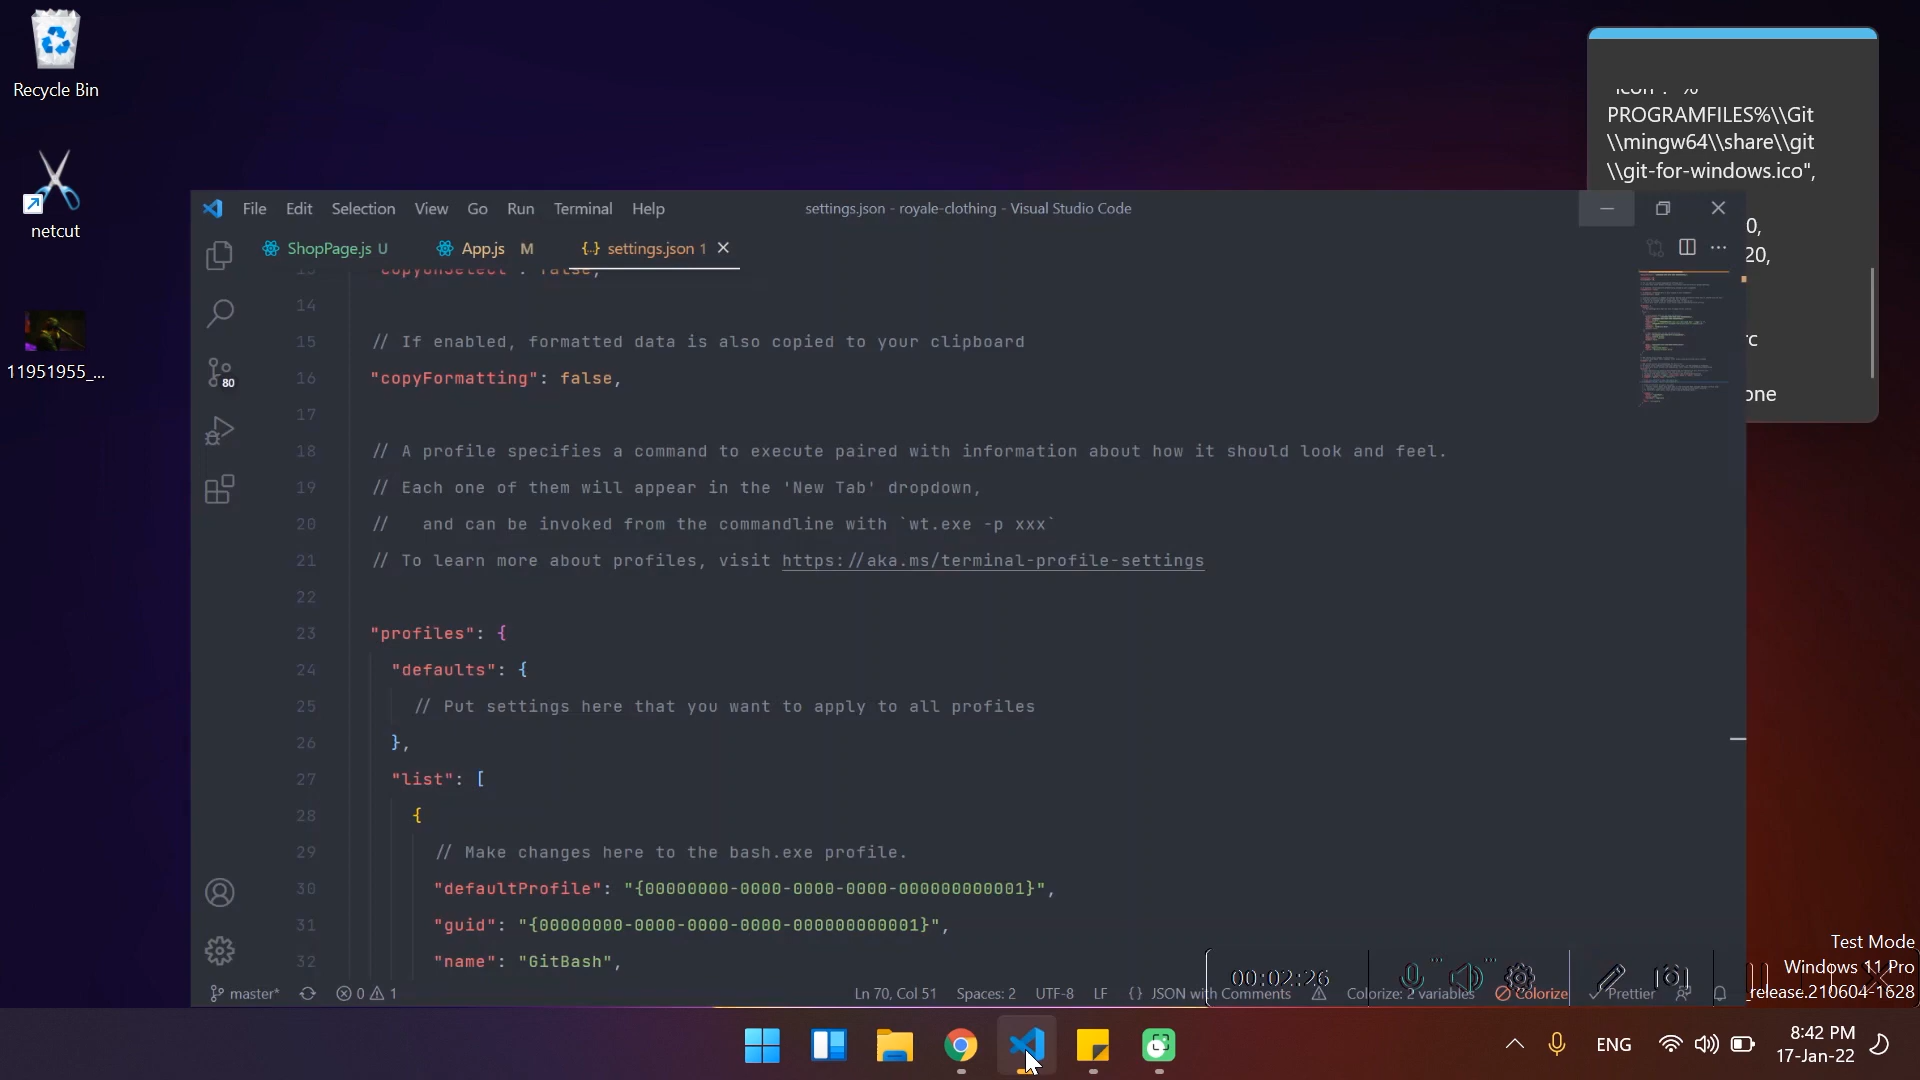 Recycle Bin
netcut
11951955_...
"icon": "%
PROGRAMFILES%\\Git
\\mingw64\\share\\git
\\git-for-windows.ico",
0,
20,
rc
one
File Edit Selection View Go Run Terminal Help
settings.json - royale-clothing - Visual Studio Code
ShopPage.js U
App.js M
settings.json 1
"copyOnSelect": false,
14
15 // If enabled, formatted data is also copied to your clipboard
16 "copyFormatting": false,
17
18 // A profile specifies a command to execute paired with information about how it should look and feel.
19 // Each one of them will appear in the 'New Tab' dropdown,
20 //   and can be invoked from the commandline with `wt.exe -p xxx`
21 // To learn more about profiles, visit https://aka.ms/terminal-profile-settings
22
23 "profiles": {
24 "defaults": {
25 // Put settings here that you want to apply to all profiles
26 },
27 "list": [
28 {
29 // Make changes here to the bash.exe profile.
30 "defaultProfile": "{00000000-0000-0000-0000-000000000001}",
31 "guid": "{00000000-0000-0000-0000-000000000001}",
32 "name": "GitBash",
80
master* 0 1 Ln 70, Col 51 Spaces: 2 UTF-8 LF {} JSON with Comments Colorize: 2 variables Colorize Prettier
00:02:26
Test Mode
Windows 11 Pro
_release.210604-1628
ENG
8:42 PM
17-Jan-22